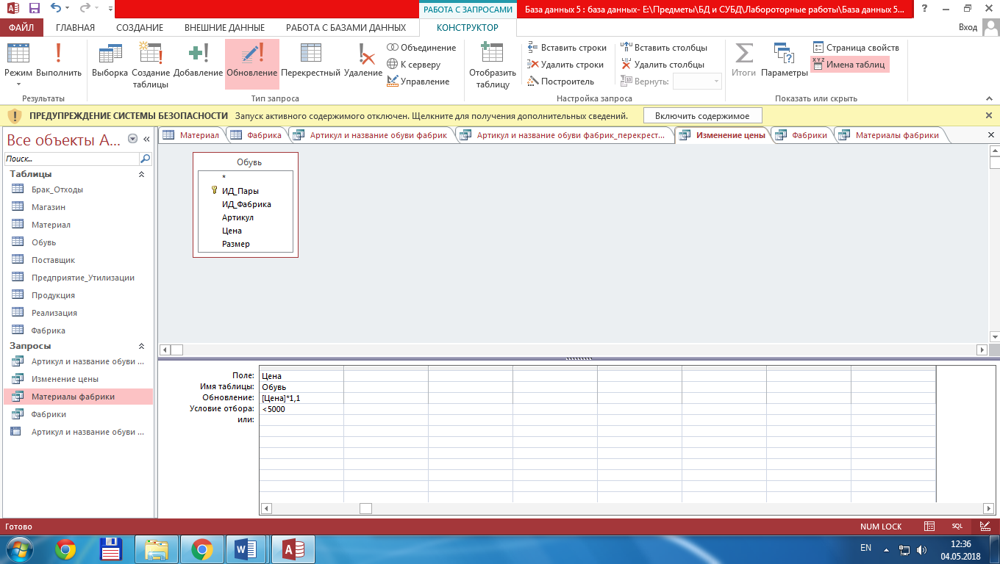 РАБОТА С ЗАПРОСАМИ
База данных 5 : база данных- E:\Предметы\БД и СУБД\Лабороторные работы\База данных 5...
?
ФАЙЛ ГЛАВНАЯ СОЗДАНИЕ ВНЕШНИЕ ДАННЫЕ РАБОТА С БАЗАМИ ДАННЫХ КОНСТРУКТОР Вход
Режим Выполнить
Результаты
Выборка Создание таблицы Добавление Обновление Перекрестный Удаление
Объединение
К серверу
Управление
Тип запроса
Отобразить таблицу
Вставить строки
Удалить строки
Построитель
Вставить столбцы
Удалить столбцы
Вернуть:
Настройка запроса
Итоги Параметры
Страница свойств
Имена таблиц
Показать или скрыть
ПРЕДУПРЕЖДЕНИЕ СИСТЕМЫ БЕЗОПАСНОСТИ Запуск активного содержимого отключен. Щелкните для получения дополнительных сведений. Включить содержимое
Все объекты A...
Поиск...
Таблицы
Брак_Отходы
Магазин
Материал
Обувь
Поставщик
Предприятие_Утилизации
Продукция
Реализация
Фабрика
Запросы
Артикул и название обуви ...
Изменение цены
Материалы фабрики
Фабрики
Артикул и название обуви ...
Материал Фабрика Артикул и название обуви фабрик Артикул и название обуви фабрик_перекрест... Изменение цены Фабрики Материалы фабрики
Обувь
*
ИД_Пары
ИД_Фабрика
Артикул
Цена
Размер
Поле: Цена
Имя таблицы: Обувь
Обновление: [Цена]*1,1
Условие отбора: <5000
или:
Готово NUM LOCK SQL
EN 12:36
04.05.2018